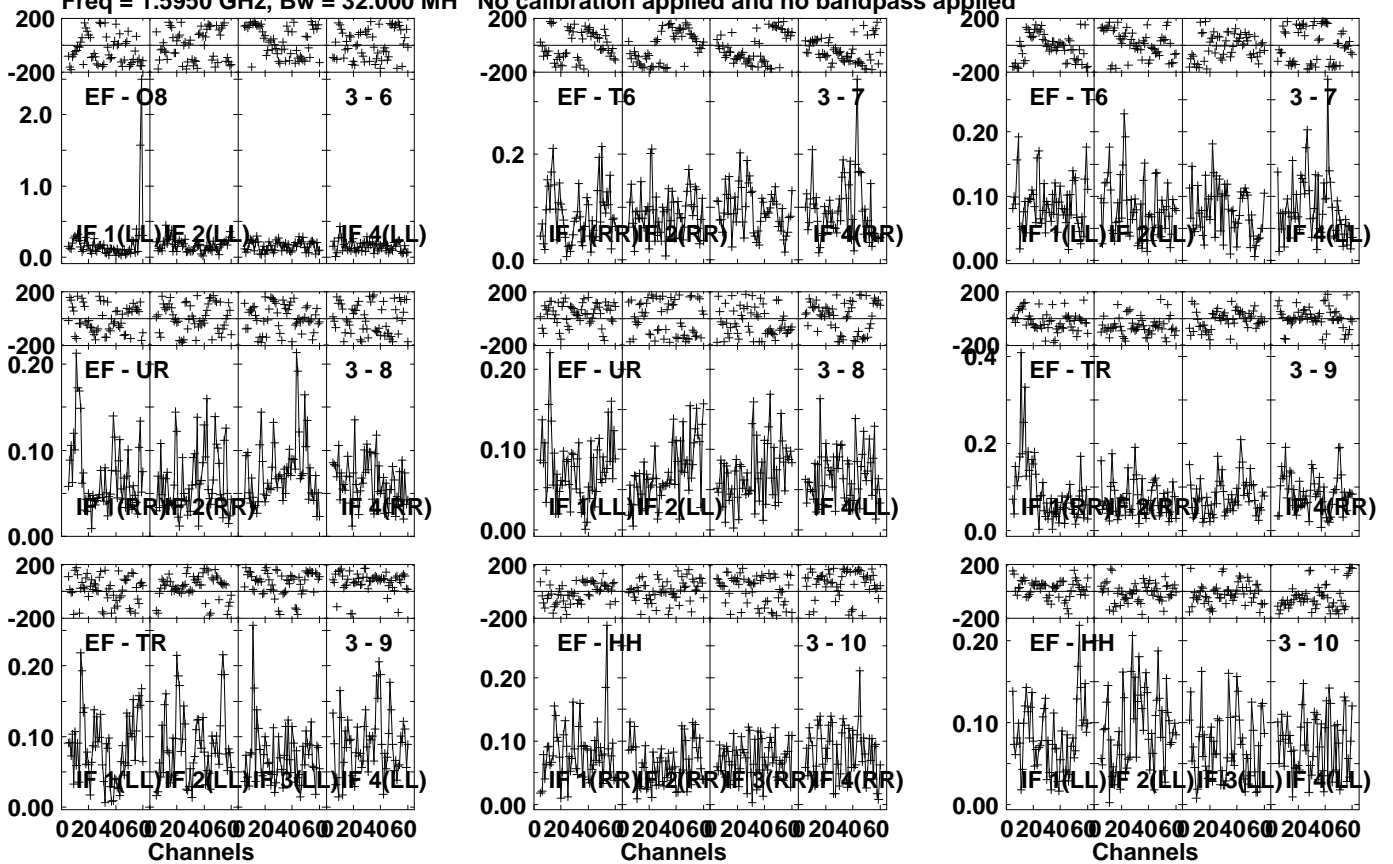 Freq = 1.5950 GHz, Bw = 32.000 MH No calibration applied and no bandpass applied
200
-200
EF - O8 3 - 6
2.0
1.0
0.0
IF 1(LL) IF 2(LL) IF 4(LL)
200
-200
EF - T6 3 - 7
0.2
0.0
IF 1(RR) IF 2(RR) IF 4(RR)
200
-200
EF - T6 3 - 7
0.20
0.10
0.00
IF 1(LL) IF 2(LL) IF 4(LL)
200
-200
EF - UR 3 - 8
0.20
0.10
0.00
IF 1(RR) IF 2(RR) IF 4(RR)
200
-200
EF - UR 3 - 8
0.20
0.10
0.00
IF 1(LL) IF 2(LL) IF 4(LL)
200
-200
EF - TR 3 - 9
0.4
0.2
0.0
IF 1(RR) IF 2(RR) IF 4(RR)
200
-200
EF - TR 3 - 9
0.20
0.10
0.00
IF 1(LL) IF 2(LL) IF 3(LL) IF 4(LL)
0 20 40 60 0 20 40 60 0 20 40 60 0 20 40 60
Channels
200
-200
EF - HH 3 - 10
0.20
0.10
0.00
IF 1(RR) IF 2(RR) IF 3(RR) IF 4(RR)
0 20 40 60 0 20 40 60 0 20 40 60 0 20 40 60
Channels
200
-200
EF - HH 3 - 10
0.20
0.10
0.00
IF 1(LL) IF 2(LL) IF 3(LL) IF 4(LL)
0 20 40 60 0 20 40 60 0 20 40 60 0 20 40 60
Channels